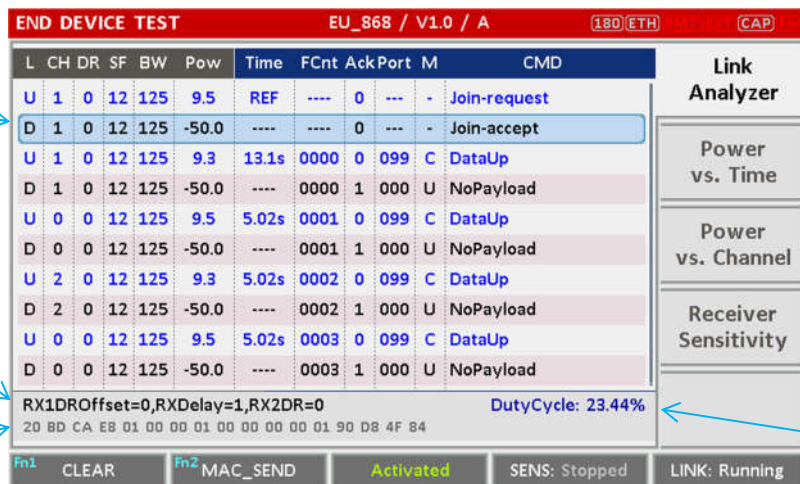 END DEVICE TEST EU_868 / V1.0 / A 180 ETH CAP
L CH DR SF BW Pow Time FCnt Ack Port M CMD
U 1 0 12 125 9.5 REF ---- 0 --- - Join-request
D 1 0 12 125 -50.0 ---- ---- 0 --- - Join-accept
U 1 0 12 125 9.3 13.1s 0000 0 099 C DataUp
D 1 0 12 125 -50.0 ---- 0000 1 000 U NoPayload
U 0 0 12 125 9.5 5.02s 0001 0 099 C DataUp
D 0 0 12 125 -50.0 ---- 0001 1 000 U NoPayload
U 2 0 12 125 9.3 5.02s 0002 0 099 C DataUp
D 2 0 12 125 -50.0 ---- 0002 1 000 U NoPayload
U 0 0 12 125 9.5 5.02s 0003 0 099 C DataUp
D 0 0 12 125 -50.0 ---- 0003 1 000 U NoPayload
RX1DROffset=0,RXDelay=1,RX2DR=0 DutyCycle: 23.44%
20 BD CA E8 01 00 00 01 00 00 00 00 01 90 D8 4F 84
Link
Analyzer
Power
vs. Time
Power
vs. Channel
Receiver
Sensitivity
Fn1 CLEAR Fn2 MAC_SEND Activated SENS: Stopped LINK: Running